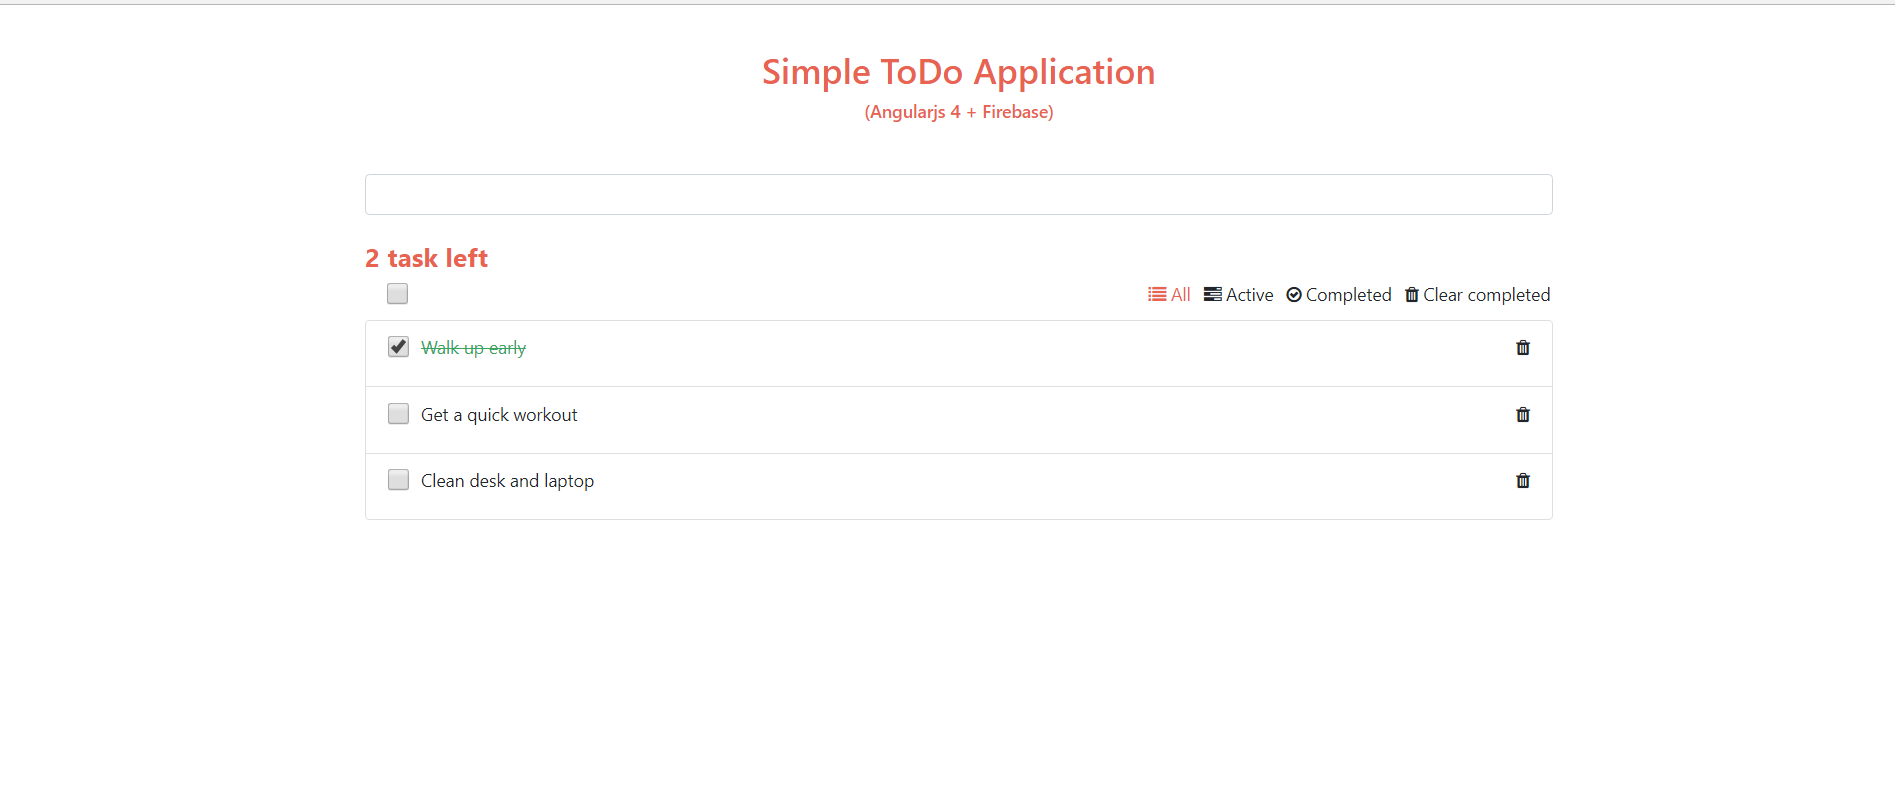 Simple ToDo Application
(Angularjs 4 + Firebase)
2 task left
All Active Completed Clear completed
Walk up early
Get a quick workout
Clean desk and laptop